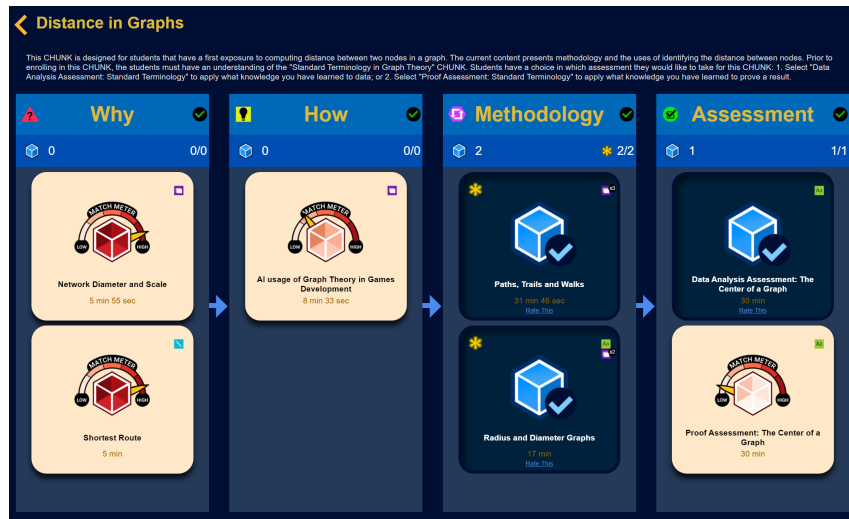 Distance in Graphs
This CHUNK is designed for students that have a first exposure to computing distance between two nodes in a graph. The current content presents methodology and the uses of identifying the distance between nodes. Prior to
enrolling in this CHUNK, the students must have an understanding of the "Standard Terminology in Graph Theory" CHUNK. Students have a choice in which assessment they would like to take for this CHUNK: 1. Select "Data
Analysis Assessment: Standard Terminology" to apply what knowledge you have learned to data; or 2. Select "Proof Assessment: Standard Terminology" to apply what knowledge you have learned to prove a result.
? Why
0 0/0
MATCH METER
LOW HIGH
Network Diameter and Scale
5 min 55 sec
MATCH METER
LOW HIGH
Shortest Route
5 min
How
0 0/0
MATCH METER
LOW HIGH
AI usage of Graph Theory in Games
Development
8 min 33 sec
Methodology
2 2/2
x3
Paths, Trails and Walks
31 min 46 sec
Rate This
Aa
x2
Radius and Diameter Graphs
17 min
Rate This
Assessment
1 1/1
Aa
Data Analysis Assessment: The
Center of a Graph
30 min
Rate This
Aa
MATCH METER
LOW HIGH
Proof Assessment: The Center of a
Graph
30 min